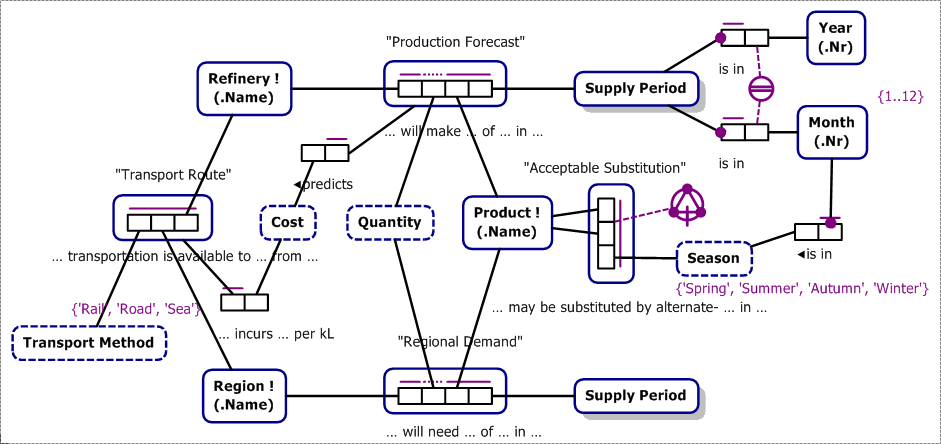 Year
(.Nr)
"Production Forecast"
Refinery !
(.Name)
is in
Supply Period
{1..12}
Month
(.Nr)
... will make ... of ... in ...
is in
"Acceptable Substitution"
"Transport Route"
◄predicts
Cost
Quantity
Product !
(.Name)
... transportation is available to ... from ...
Season
◄is in
{'Spring', 'Summer', 'Autumn', 'Winter'}
{'Rail', 'Road', 'Sea'}
... may be substituted by alternate- ... in ...
... incurs ... per kL
Transport Method
"Regional Demand"
Region !
(.Name)
Supply Period
... will need ... of ... in ...